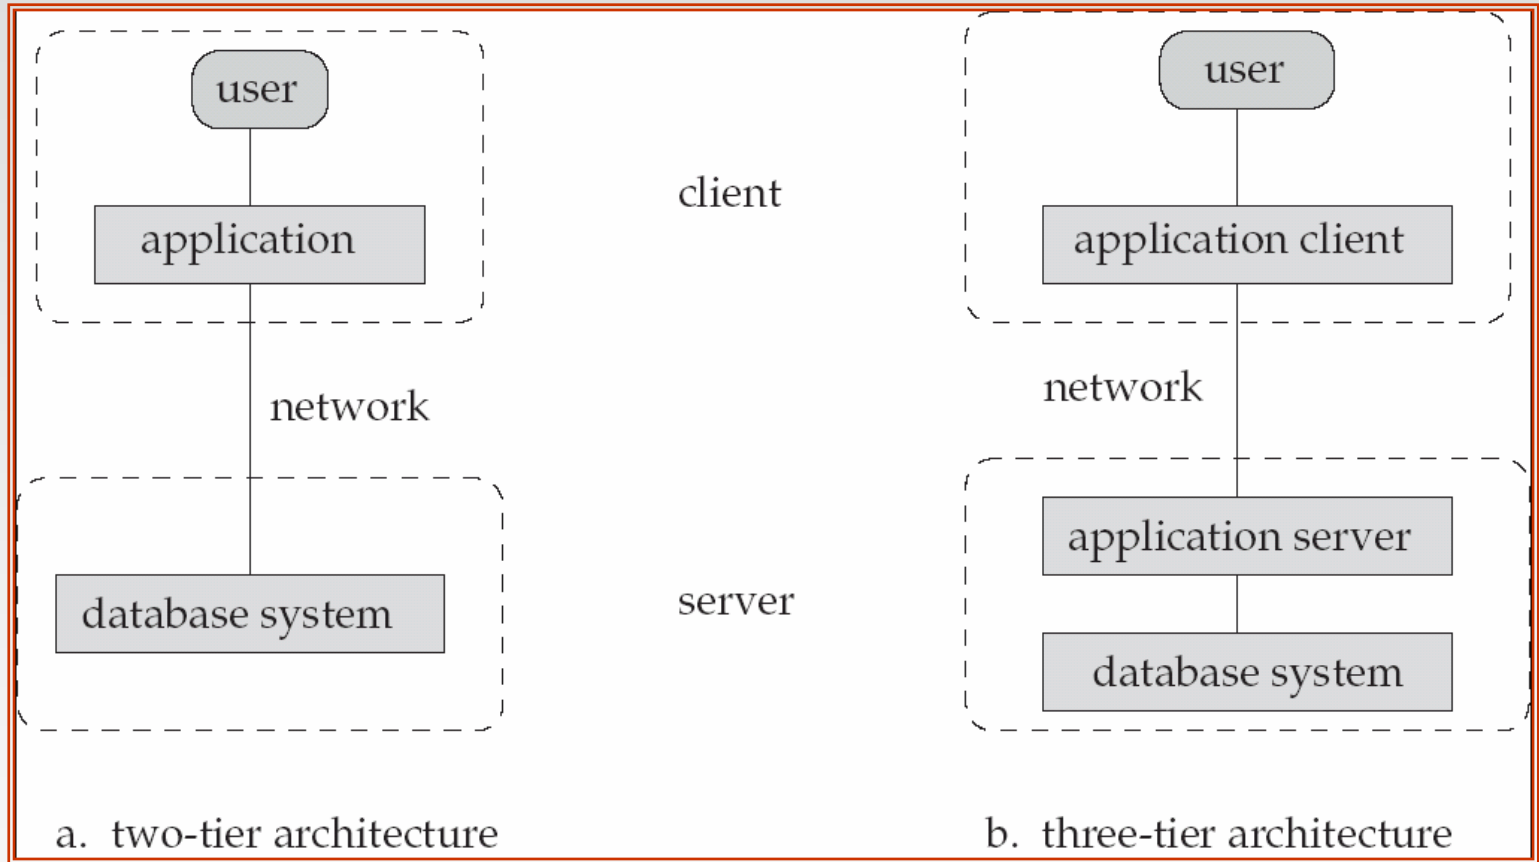 user
application
network
database system
a. two-tier architecture
client
server
user
application client
network
application server
database system
b. three-tier architecture